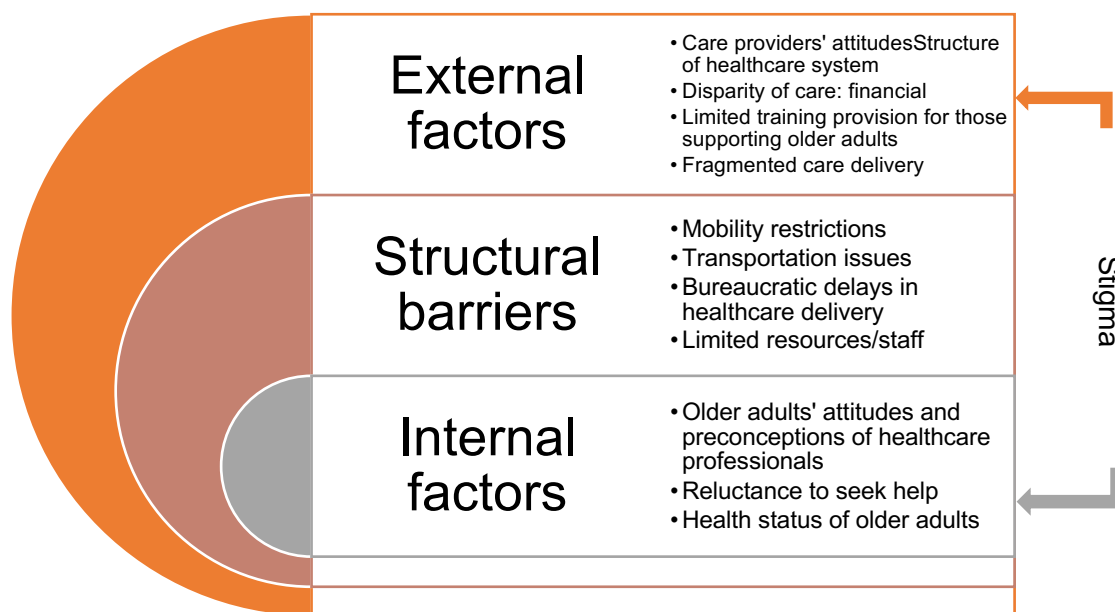 External
factors
• Care providers' attitudesStructure
of healthcare system
• Disparity of care: financial
• Limited training provision for those
supporting older adults
• Fragmented care delivery
Structural
barriers
• Mobility restrictions
• Transportation issues
• Bureaucratic delays in
healthcare delivery
• Limited resources/staff
Internal
factors
• Older adults' attitudes and
preconceptions of healthcare
professionals
• Reluctance to seek help
• Health status of older adults
Stigma